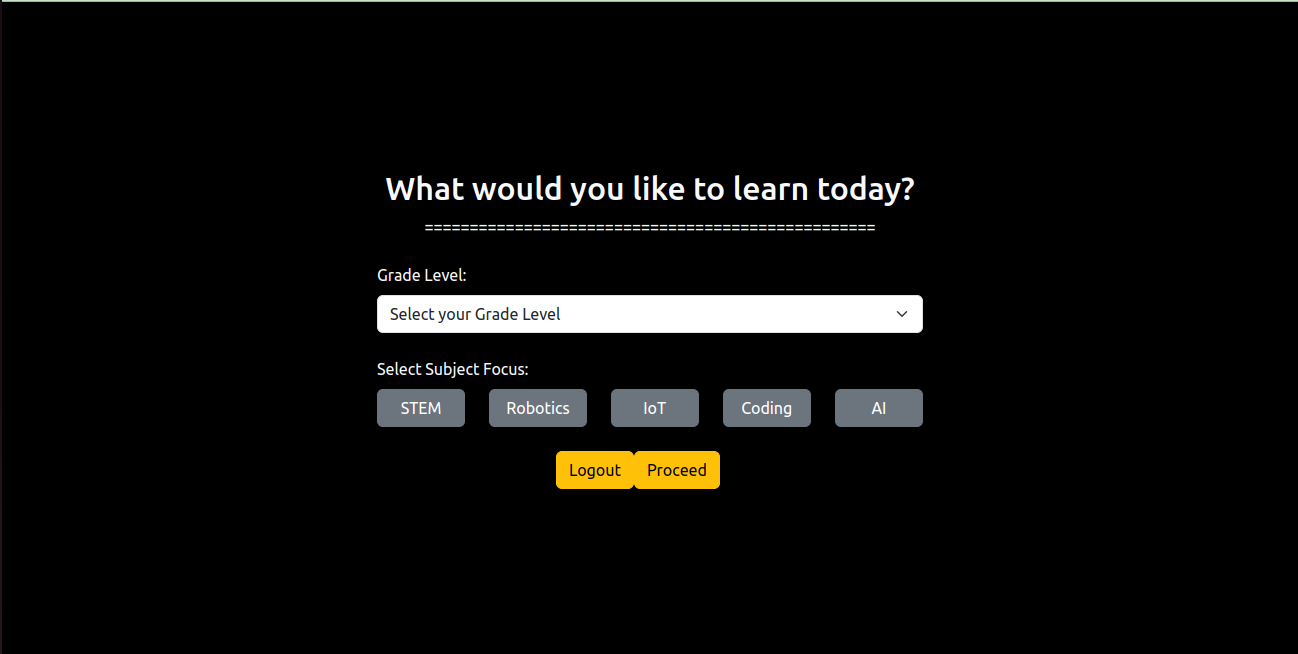 What would you like to learn today?
==================================================
Grade Level:
Select your Grade Level
Select Subject Focus:
STEM Robotics IoT Coding AI
Logout Proceed